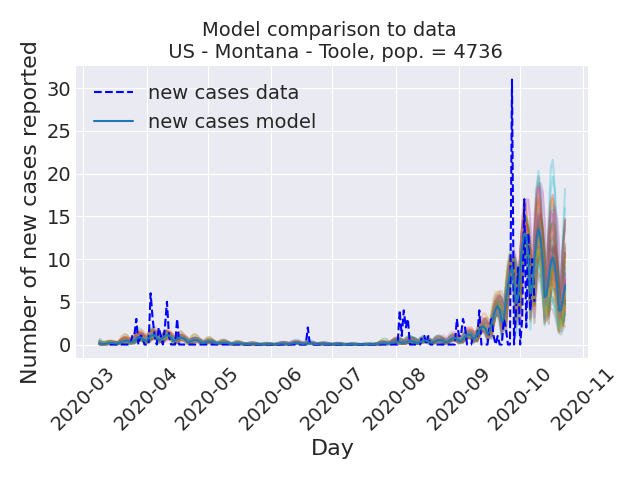 Model comparison to data
US - Montana - Toole, pop. = 4736
Number of new cases reported
30
25
20
15
10
5
0
new cases data
new cases model
2020-03
2020-04
2020-05
2020-06
2020-07
2020-08
2020-09
2020-10
2020-11
Day